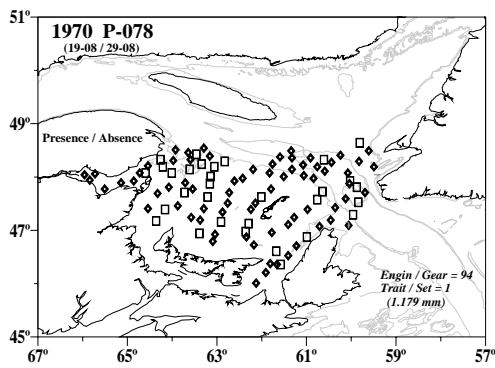 51°
1970 P-078
(19-08 / 29-08)
49°
Presence / Absence
47°
Engin / Gear = 94
Trait / Set = 1
(1.179 mm)
45°
67° 65° 63° 61° 59° 57°